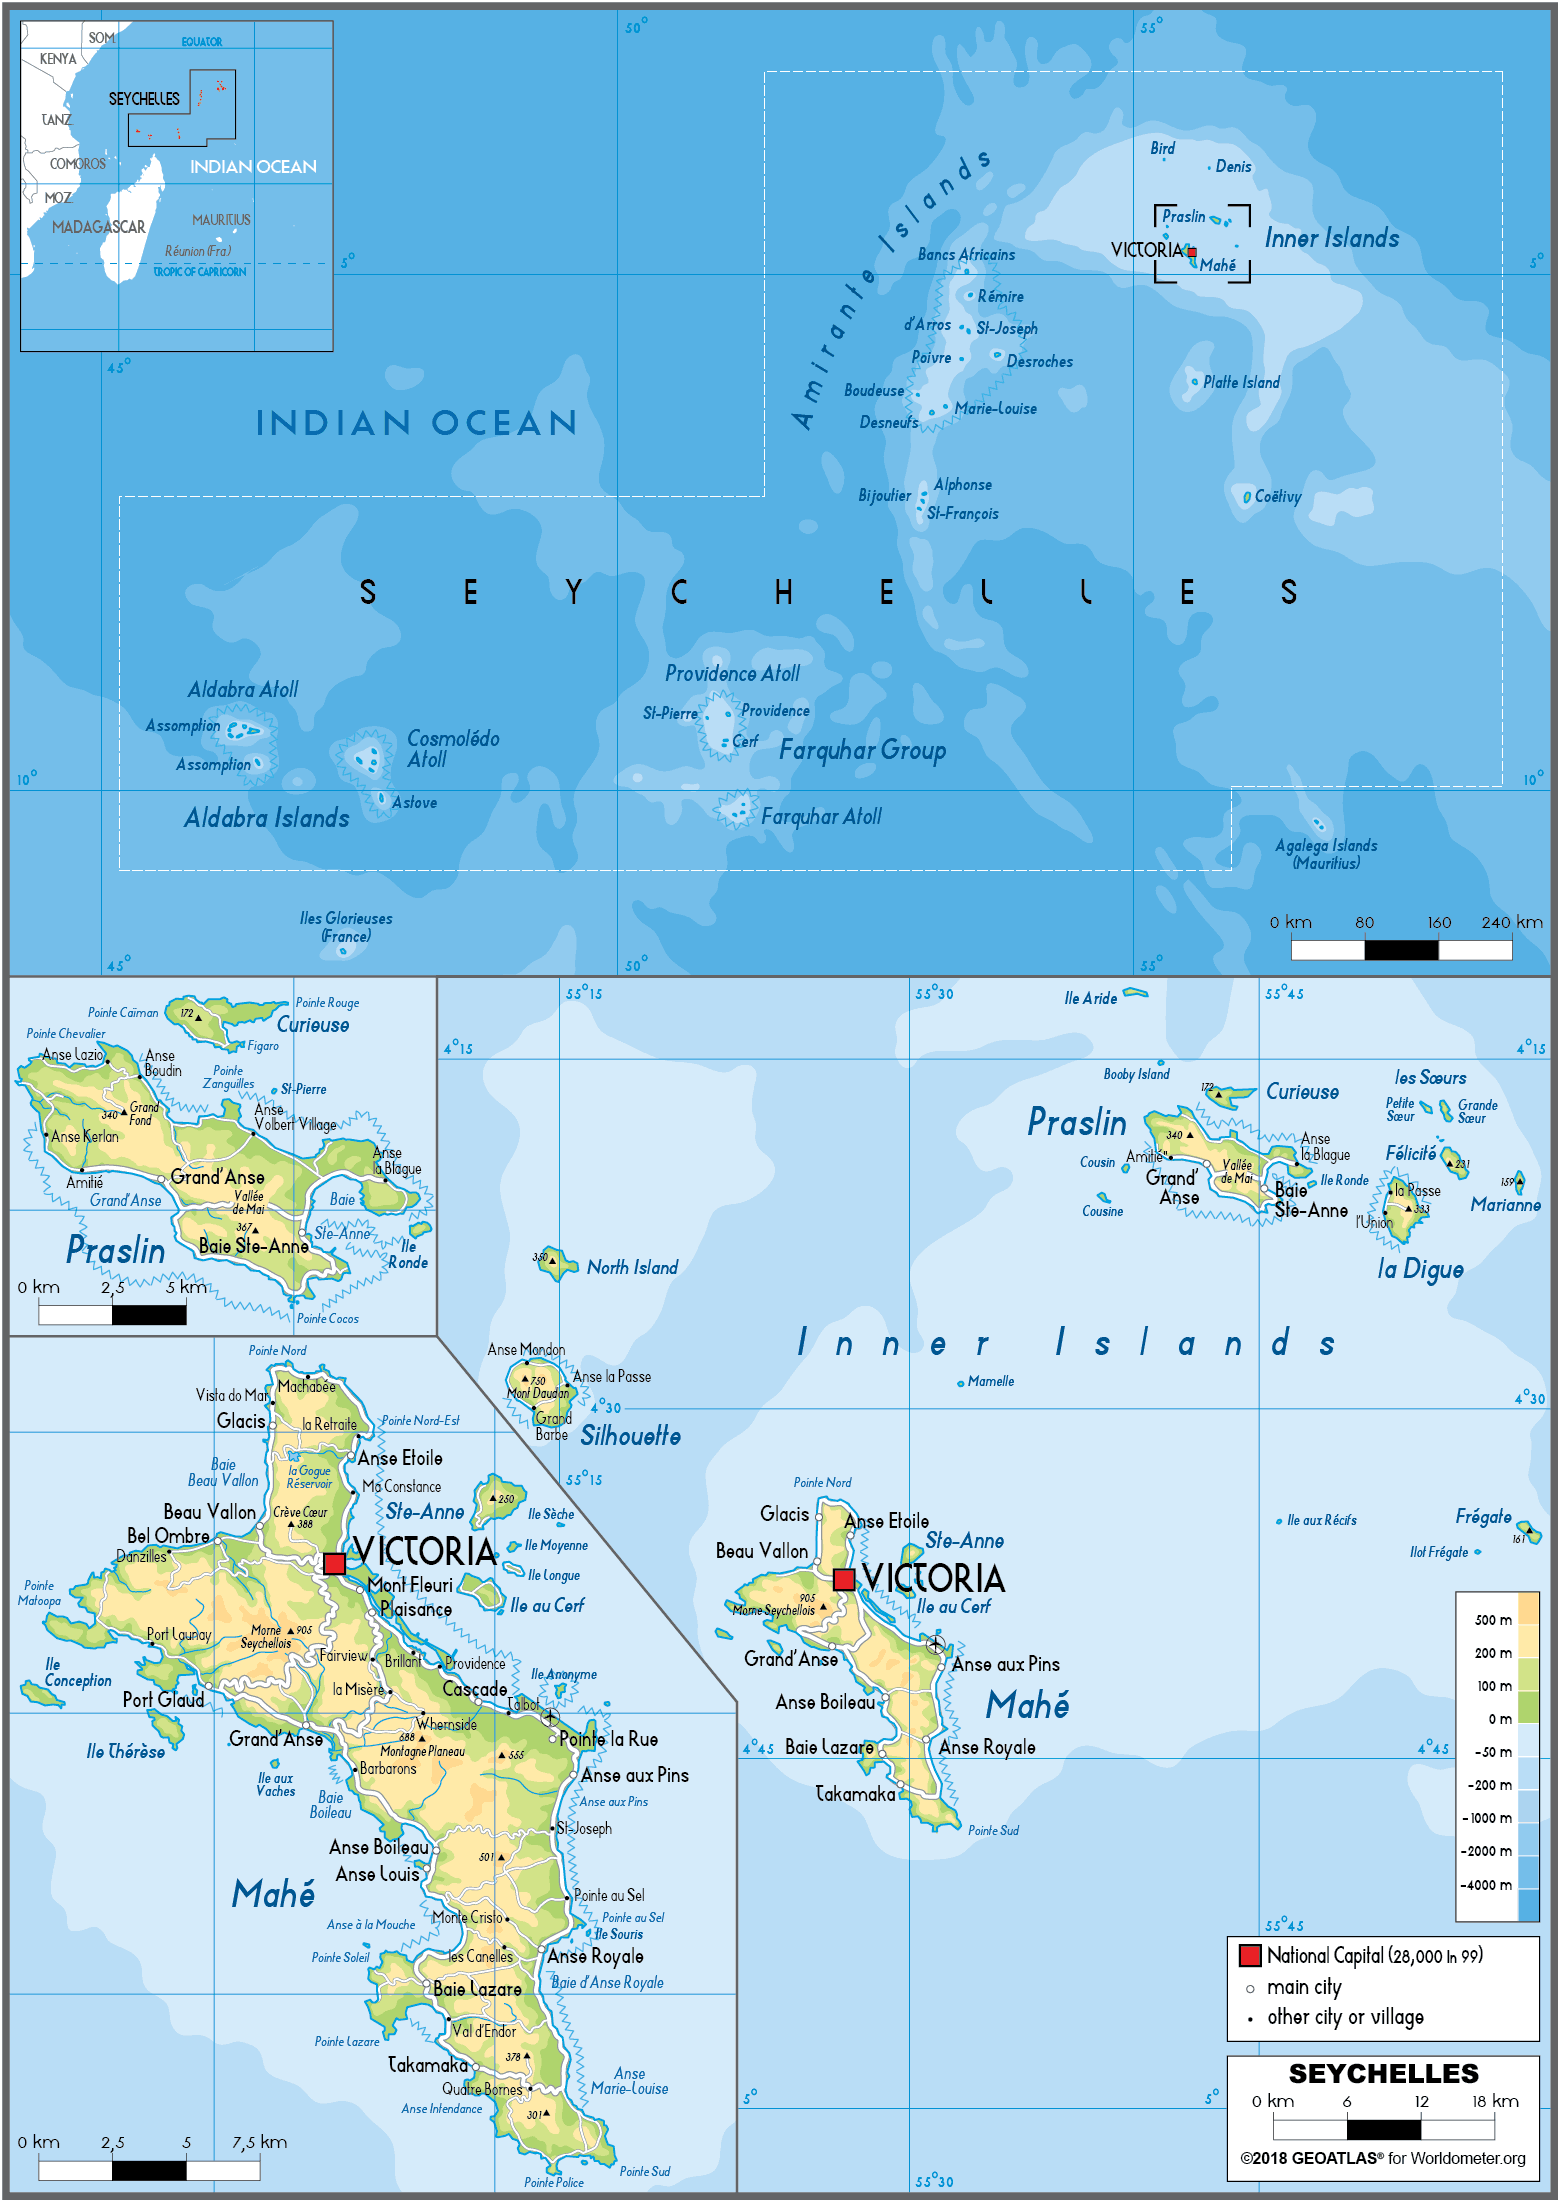 SOM.
KENYA
TANZ.
COMOROS
MOZ.
MADAGASCAR
SEYCHELLES
EQUATOR
INDIAN OCEAN
MAURITIUS
Réunion (Fra.)
TROPIC OF CAPRICORN
50°
55°
5°
5°
45°
INDIAN OCEAN
Amirante Islands
Bird
Denis
Praslin
VICTORIA
Mahé
Inner Islands
Bancs Africains
Rémire
d'Arros
St-Joseph
Poivre
Desroches
Boudeuse
Marie-Louise
Desneufs
Platte Island
Bijoutier
Alphonse
St-François
Coëtivy
SEYCHELLES
Aldabra Atoll
Assomption
Assomption
Cosmolédo
Atoll
Astove
Aldabra Islands
Providence Atoll
St-Pierre
Providence
Cerf
Farquhar Group
Farquhar Atoll
10°
10°
Agalega Islands
(Mauritius)
Iles Glorieuses
(France)
0 km 80 160 240 km
45°
50°
55°
Pointe Caïman
172
Pointe Rouge
Curieuse
Pointe Chevalier
Figaro
Anse Lazio
Anse
Boudin
Pointe
Zanguilles
St-Pierre
340
Grand
Fond
Anse
Volbert Village
Anse Kerlan
Anse
la Blague
Amitié
Grand'Anse
Grand'Anse
Vallée
de Mai
Baie
Ste-Anne
367
Baie Ste-Anne
Praslin
Ile
Ronde
0 km 2,5 5 km
Pointe Cocos
55°15
55°30
55°45
4°15
4°15
Ile Aride
Booby Island
172
Curieuse
les Sœurs
Petite
Sœur
Grande
Sœur
Praslin
340
Amitié"
Cousin
Grand'
Anse
Vallée
de Mai
Anse
la Blague
Félicité
231
Ile Ronde
Baie
Ste-Anne
la Passe
333
l'Union
159
Marianne
Cousine
la Digue
350
North Island
Inner Islands
Anse Mondon
750
Mont Daudan
Anse la Passe
Grand
Barbe
4°30
4°30
Silhouette
55°15
Mamelle
Pointe Nord
Glacis
Anse Etoile
Beau Vallon
Ste-Anne
VICTORIA
905
Morne Seychellois
Ile au Cerf
Grand'Anse
Anse aux Pins
Anse Boileau
Mahé
Baie Lazare
Anse Royale
Takamaka
Pointe Sud
Ile aux Récifs
Frégate
161
Ilot Frégate
4°45
4°45
55°45
5°
5°
55°30
Pointe Nord
Machabée
Vista do Mar
Glacis
la Retraite
Pointe Nord-Est
Baie
Beau Vallon
la Gogue
Réservoir
Anse Etoile
Ma Constance
Beau Vallon
Crève Cœur
388
Ste-Anne
250
Ile Sèche
Bel Ombre
Danzilles
VICTORIA
Ile Moyenne
Ile Longue
Pointe
Matoopa
Mont Fleuri
Plaisance
Ile au Cerf
Port Launay
Morne
Seychellois
905
Fairview
Brillant
Providence
Ile
Conception
la Misère
Cascade
Ile Anonyme
Port Glaud
Talbot
Whernside
Ile Thérèse
Grand'Anse
688
Montagne Planeau
Pointe la Rue
555
Barbarons
Anse aux Pins
Ile aux
Vaches
Baie
Boileau
Anse aux Pins
St-Joseph
Anse Boileau
501
Anse Louis
Mahé
Pointe au Sel
Anse à la Mouche
Monte Cristo
Pointe au Sel
Ile Souris
Pointe Soleil
les Canelles
Anse Royale
Baie d'Anse Royale
Baie Lazare
Pointe Lazare
Val d'Endor
378
Takamaka
Quatre Bornes
Anse
Marie-Louise
Anse Intendance
301
0 km 2,5 5 7,5 km
Pointe Sud
Pointe Police
500 m
200 m
100 m
0 m
-50 m
-200 m
-1000 m
-2000 m
-4000 m
National Capital (28,000 In 99)
main city
other city or village
SEYCHELLES
0 km 6 12 18 km
©2018 GEOATLAS® for Worldometer.org